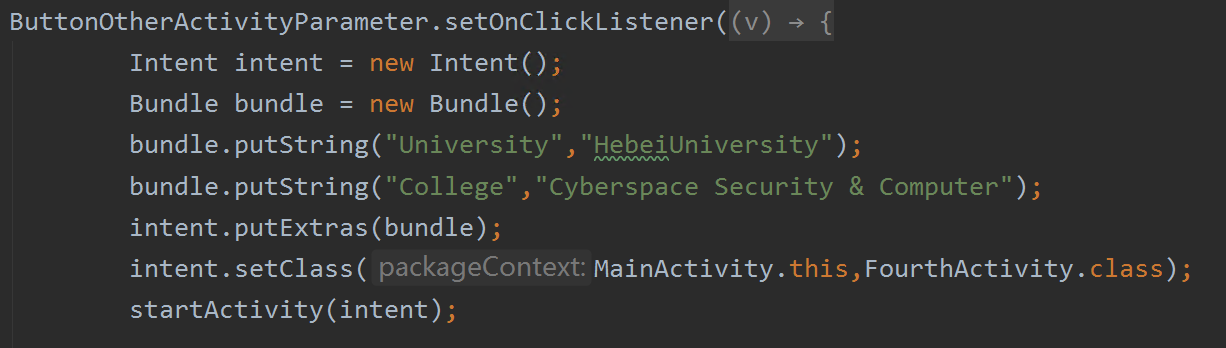 ButtonOtherActivityParameter.setOnClickListener((v) → {
Intent intent = new Intent();
Bundle bundle = new Bundle();
bundle.putString("University","HebeiUniversity");
bundle.putString("College","Cyberspace Security & Computer");
intent.putExtras(bundle);
intent.setClass( packageContext: MainActivity.this,FourthActivity.class);
startActivity(intent);